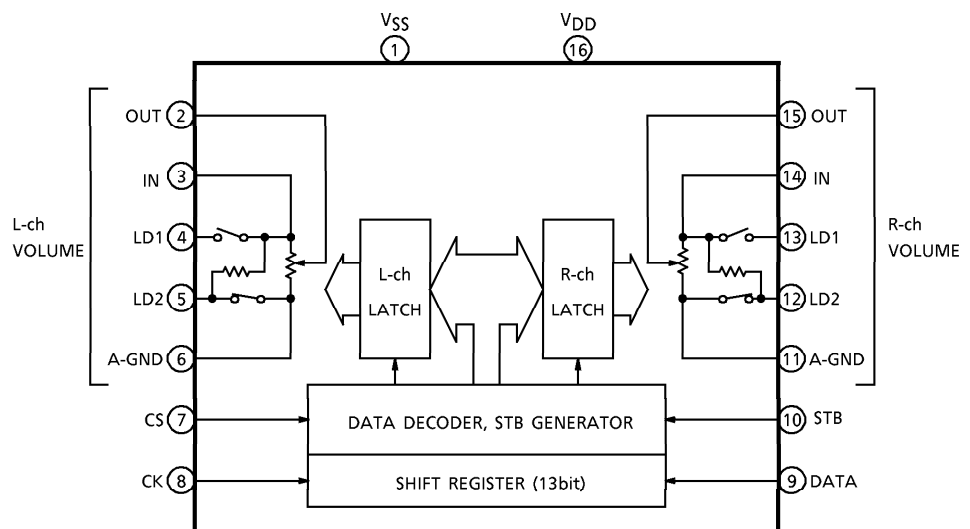 VSS
VDD
1
16
OUT 2
15 OUT
IN 3
14 IN
L-ch
VOLUME
R-ch
VOLUME
LD1 4
13 LD1
L-ch
LATCH
R-ch
LATCH
LD2 5
12 LD2
A-GND 6
11 A-GND
CS 7
DATA DECODER, STB GENERATOR
10 STB
CK 8
SHIFT REGISTER (13bit)
9 DATA